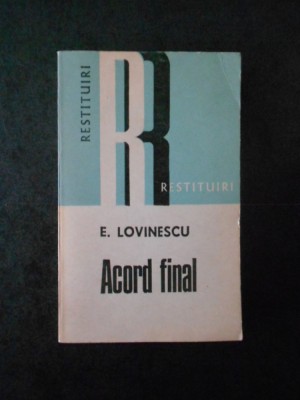 RESTITUIRI
R
RESTITUIRI
E. LOVINESCU
Acord final